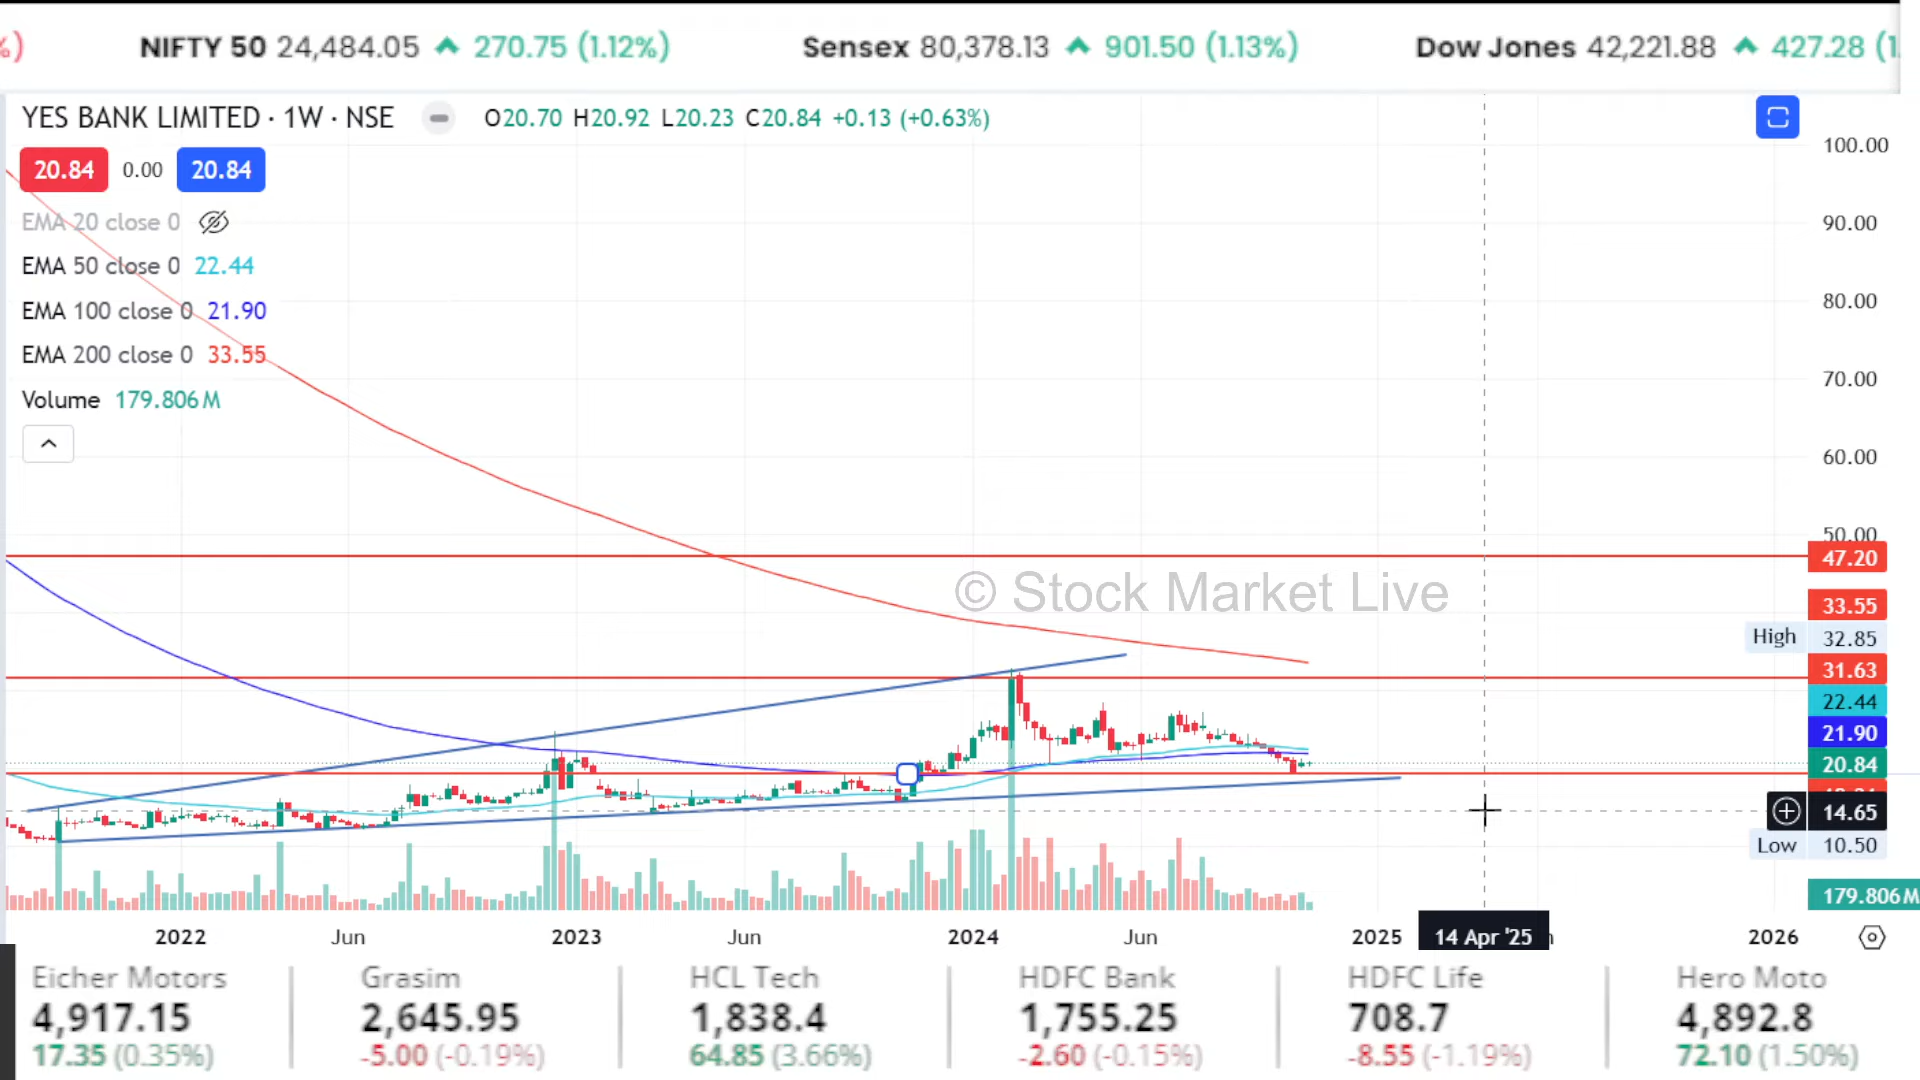 %)
NIFTY 50 24,484.05 ▲ 270.75 (1.12%)
Sensex 80,378.13 ▲ 901.50 (1.13%)
Dow Jones 42,221.88 ▲ 427.28 (1
YES BANK LIMITED · 1W · NSE
O20.70 H20.92 L20.23 C20.84 +0.13 (+0.63%)
20.84 0.00 20.84
EMA 20 close 0
EMA 50 close 0 22.44
EMA 100 close 0 21.90
EMA 200 close 0 33.55
Volume 179.806 M
100.00
90.00
80.00
70.00
60.00
50.00
47.20
© Stock Market Live
33.55
High 32.85
31.63
22.44
21.90
20.84
14.65
Low 10.50
179.806 M
2022 Jun 2023 Jun 2024 Jun 2025 14 Apr '25 2026
Eicher Motors
4,917.15
17.35 (0.35%)
Grasim
2,645.95
-5.00 (-0.19%)
HCL Tech
1,838.4
64.85 (3.66%)
HDFC Bank
1,755.25
-2.60 (-0.15%)
HDFC Life
708.7
-8.55 (-1.19%)
Hero Moto
4,892.8
72.10 (1.50%)